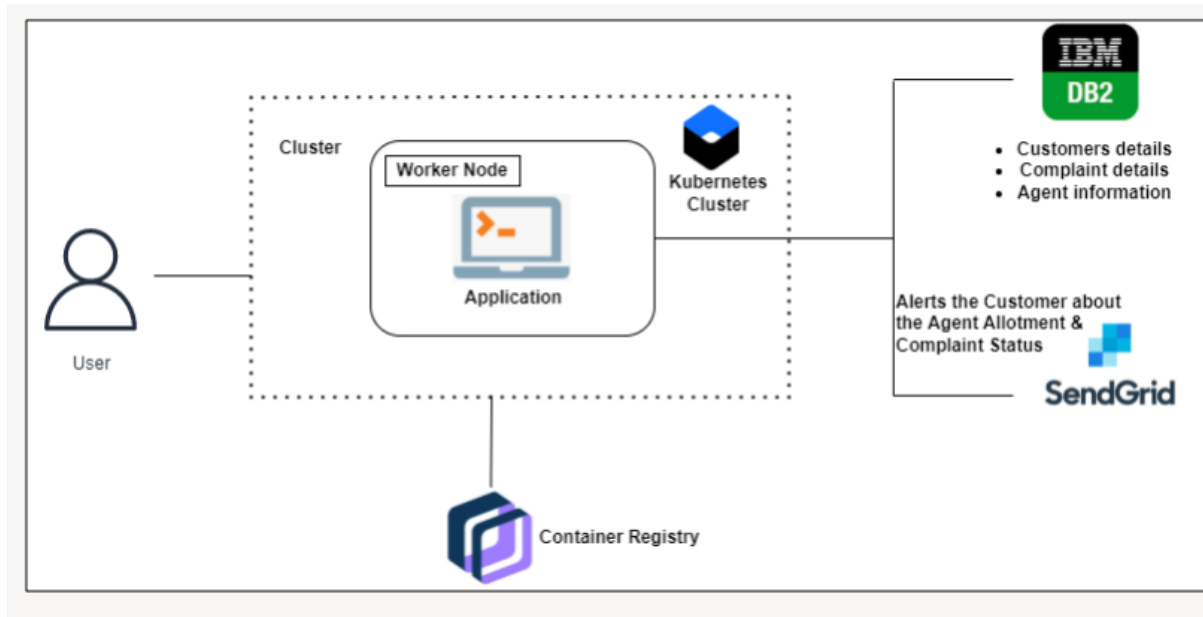 IBM
DB2
• Customers details
• Complaint details
• Agent information
Cluster
Worker Node
Kubernetes
Cluster
Application
User
Alerts the Customer about
the Agent Allotment &
Complaint Status
SendGrid
Container Registry